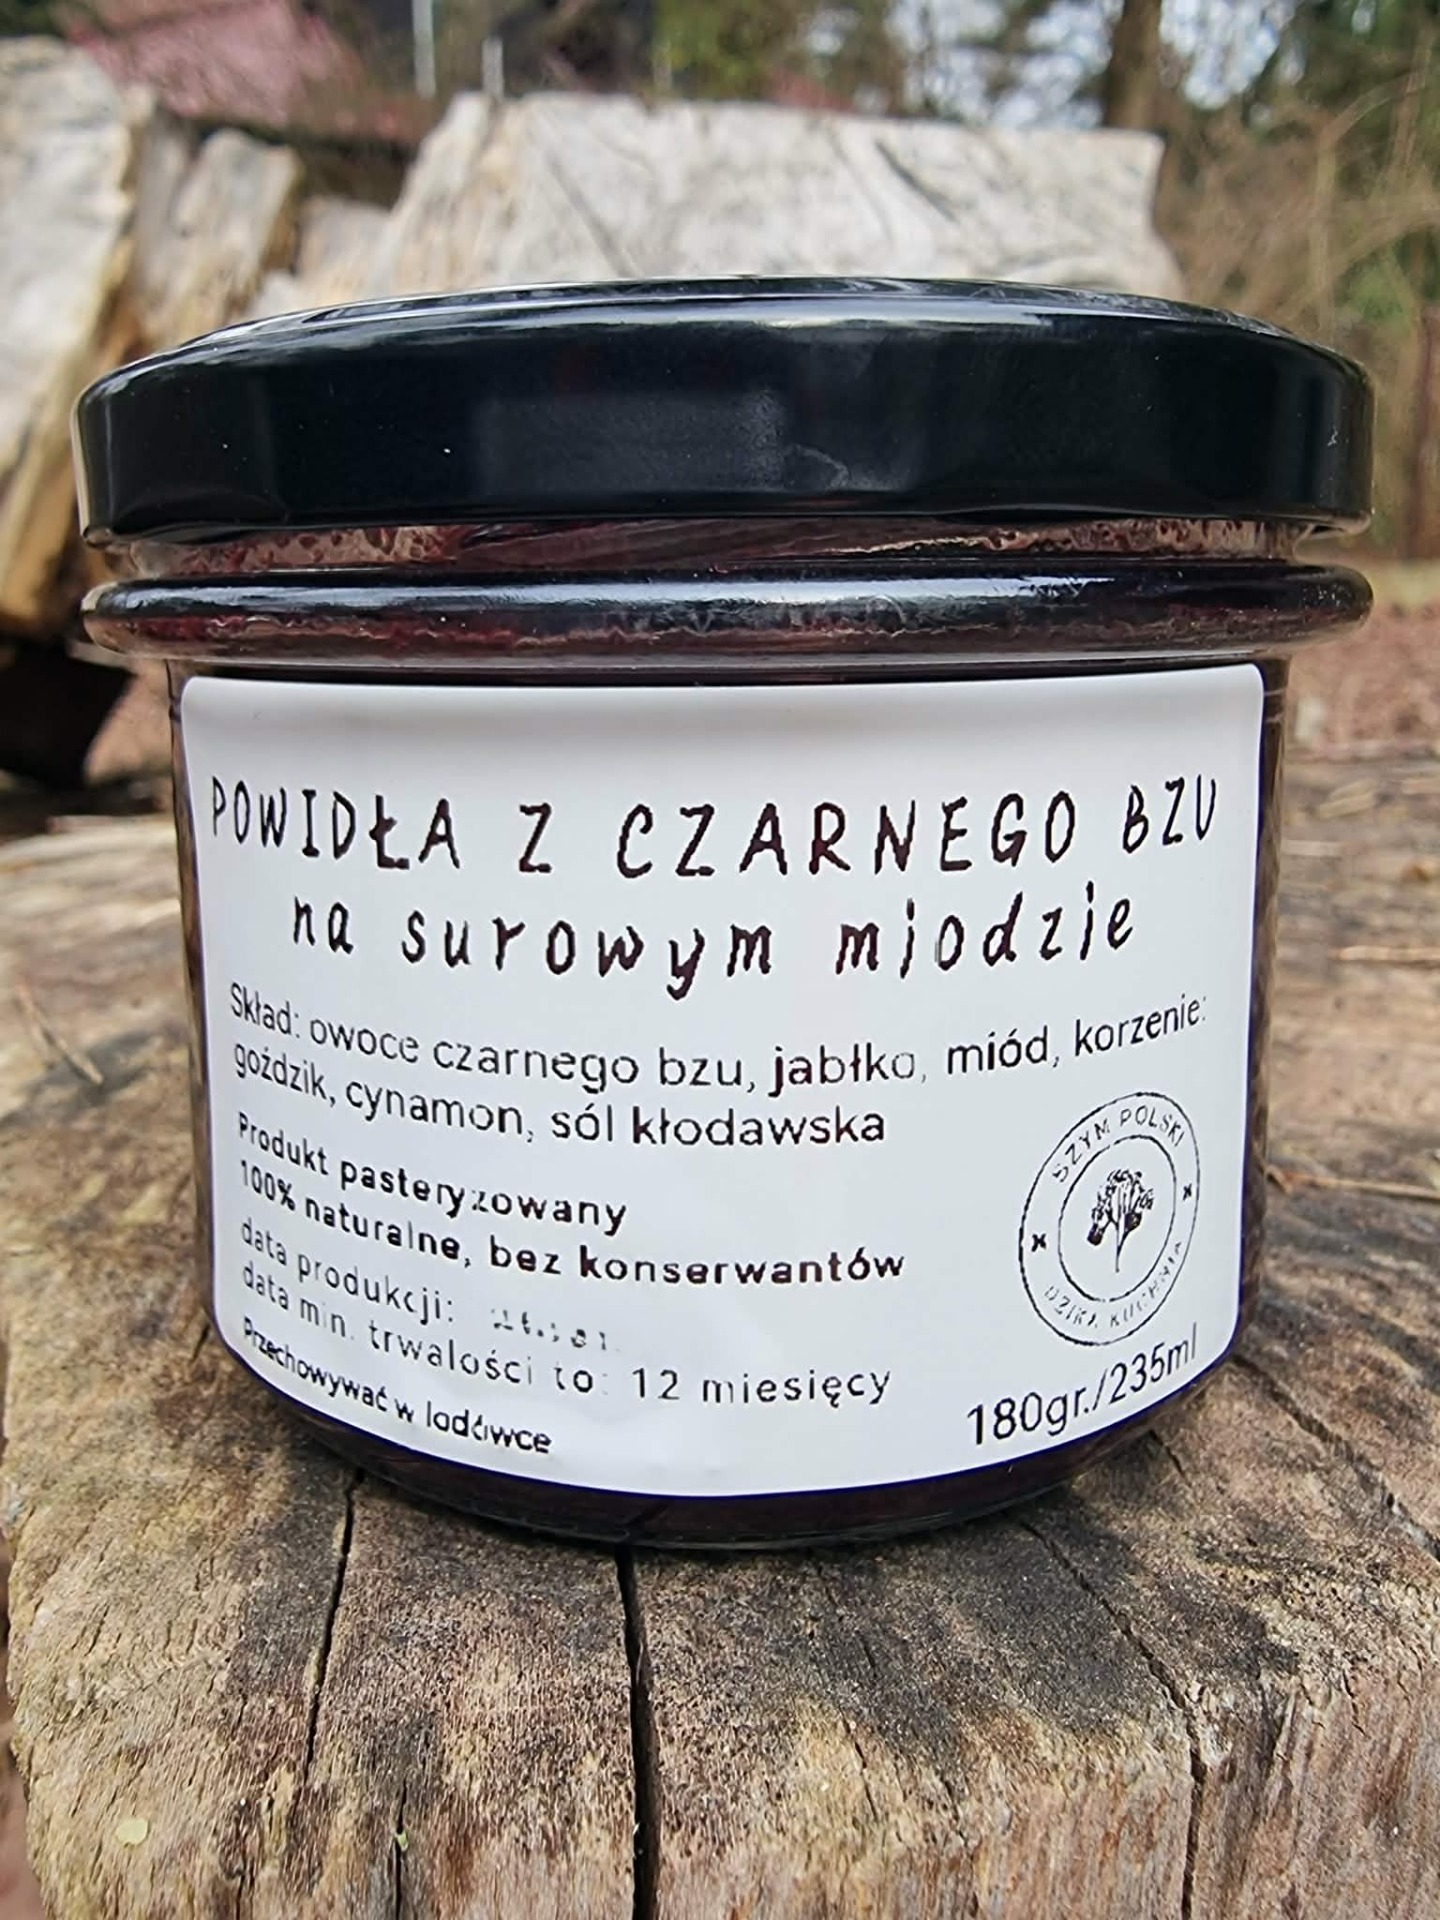 POWIDŁA Z CZARNEGO BZU
na surowym miodzie
Skład: owoce czarnego bzu, jabłko, miód, korzenie:
goździk, cynamon, sól kłodawska
Produkt pasteryzowany
100% naturalne, bez konserwantów
data produkcji:
data min. trwałości to: 12 miesięcy
Przechowywać w lodówce
SZYM POLSKI
DZIKA KUCHNIA
180gr./235ml